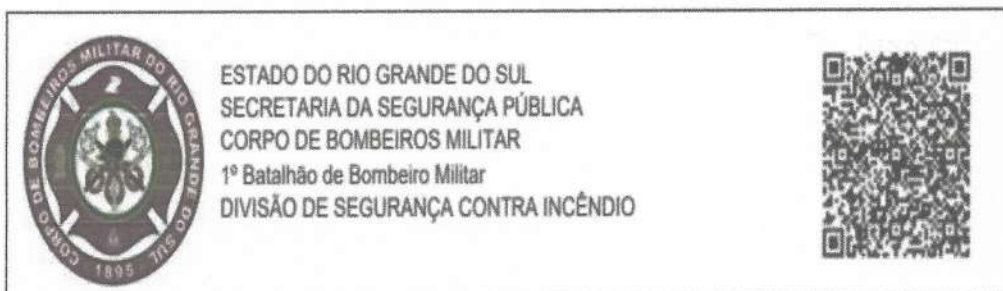 CORPO DE BOMBEIROS MILITAR DO RIO GRANDE DO SUL
1895
ESTADO DO RIO GRANDE DO SUL
SECRETARIA DA SEGURANÇA PÚBLICA
CORPO DE BOMBEIROS MILITAR
1º Batalhão de Bombeiro Militar
DIVISÃO DE SEGURANÇA CONTRA INCÊNDIO